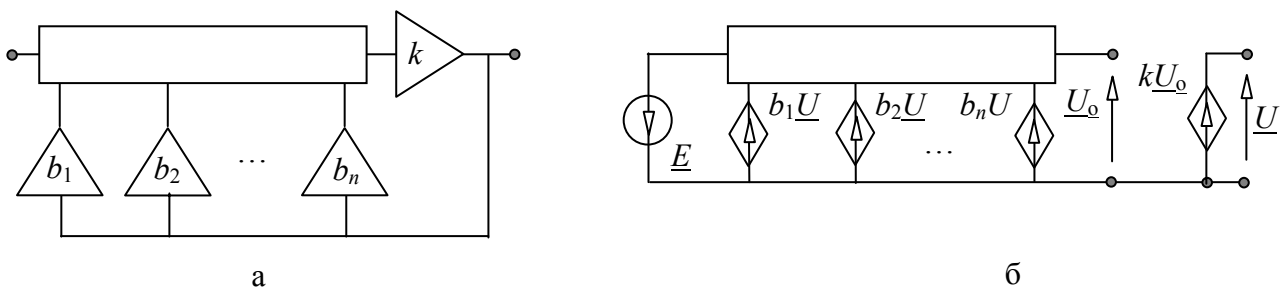 k
b₁ b₂ ... bₙ
а
E b₁U b₂U ... bₙU Uₒ kUₒ U
б